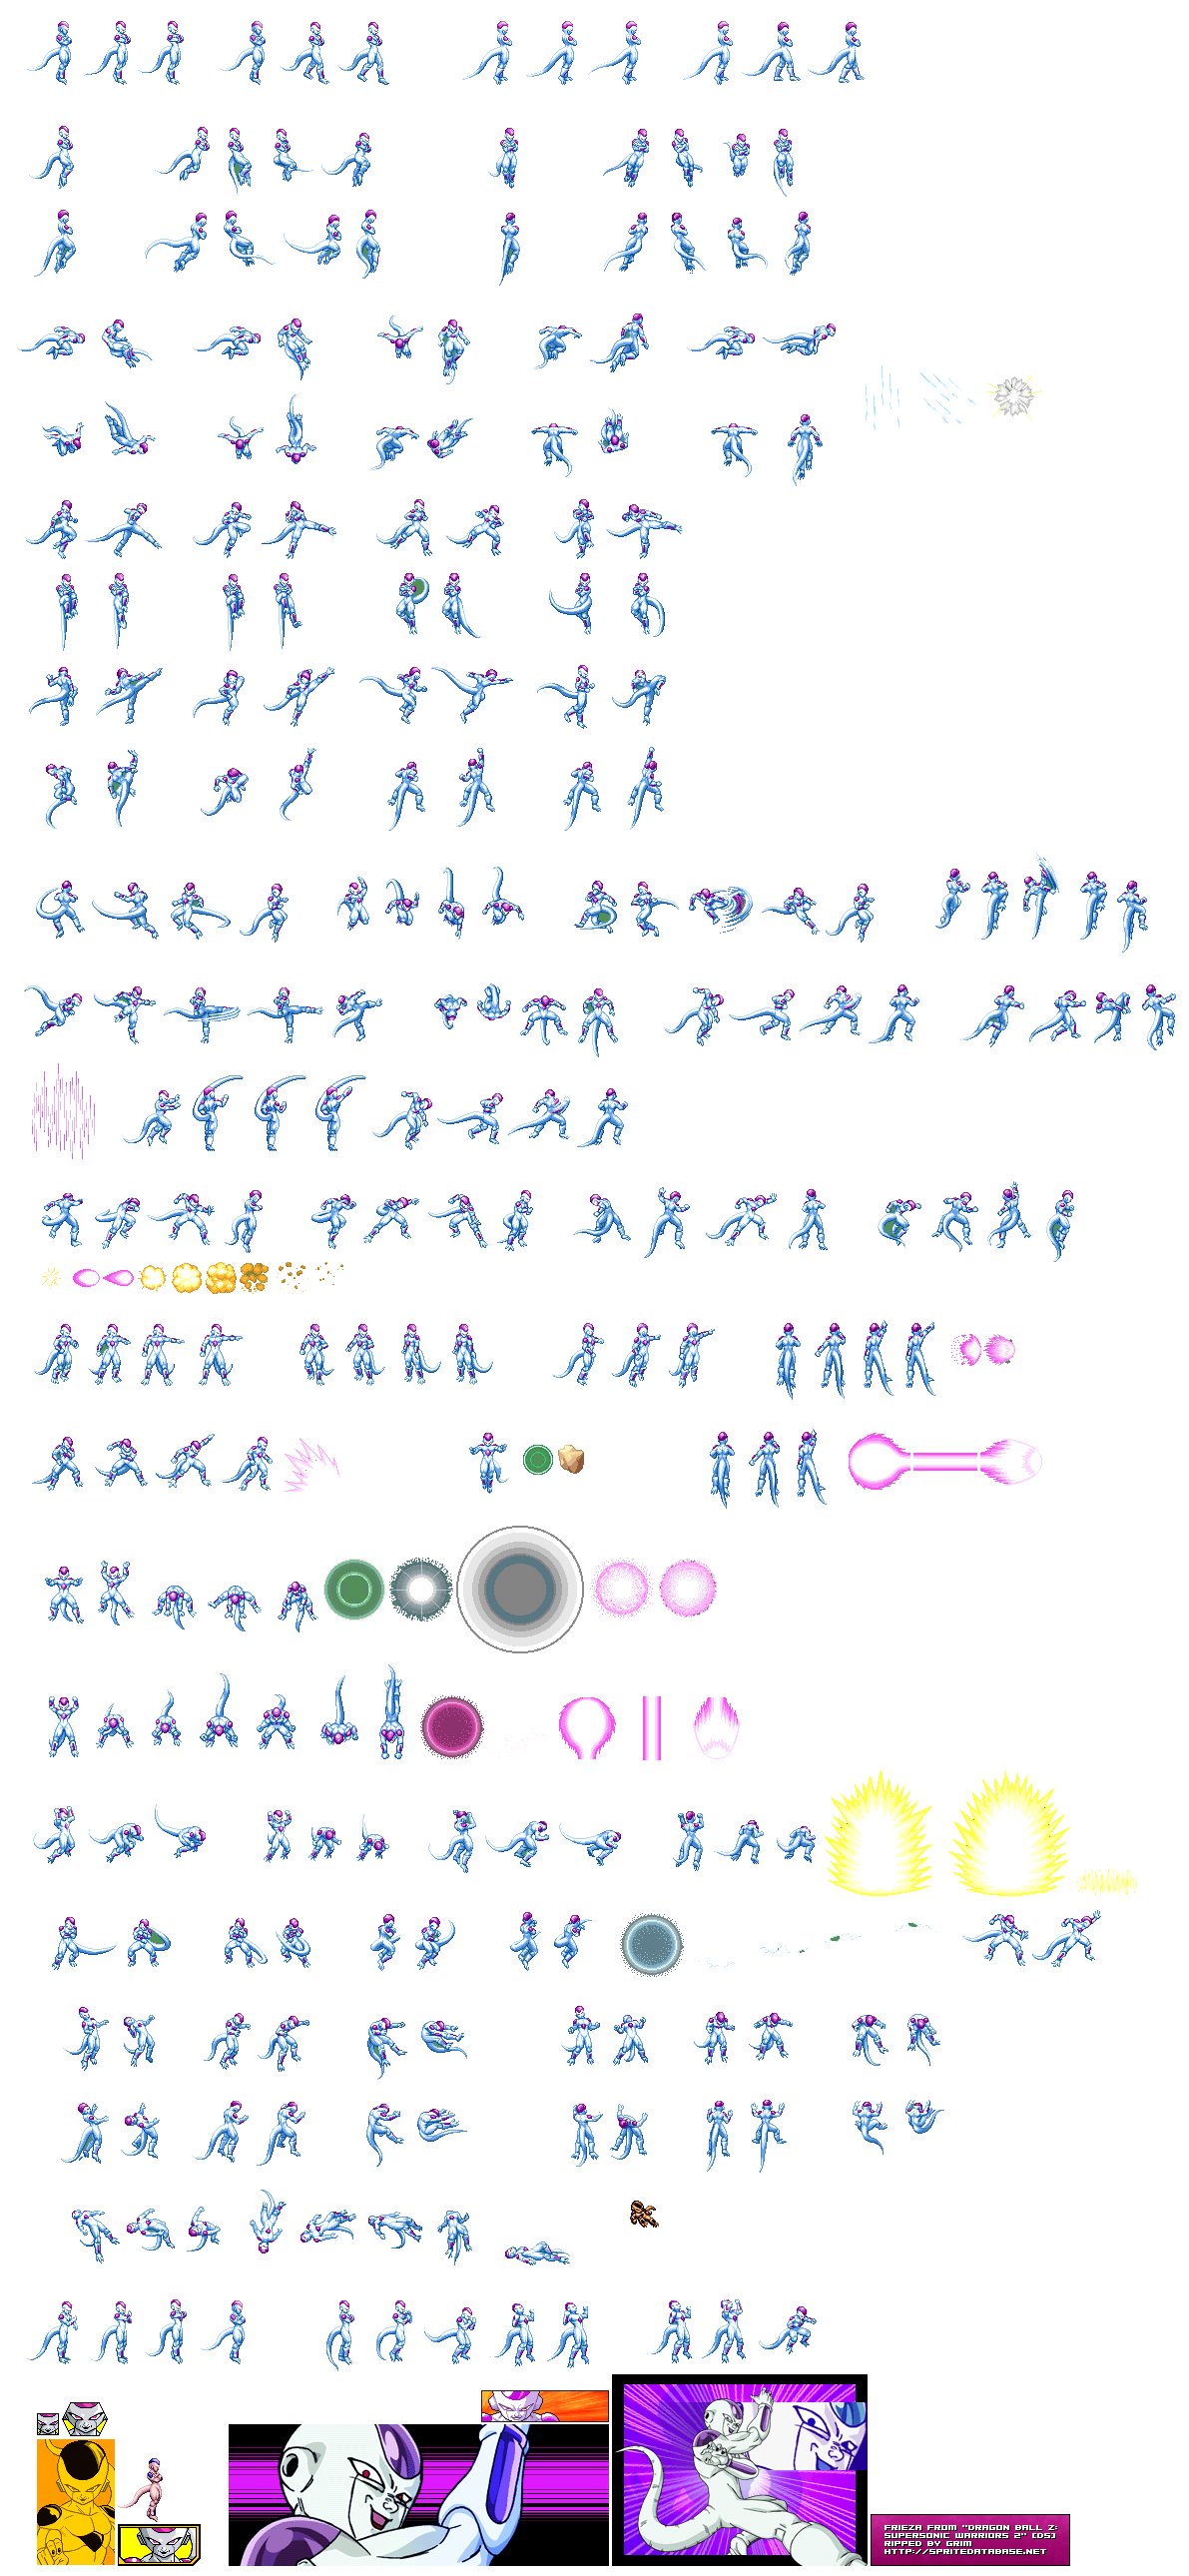 FRIEZA FROM "DRAGON BALL Z:
SUPERSONIC WARRIORS 2" (DS)
RIPPED BY GRIM
HTTP://SPRITEDATABASE.NET